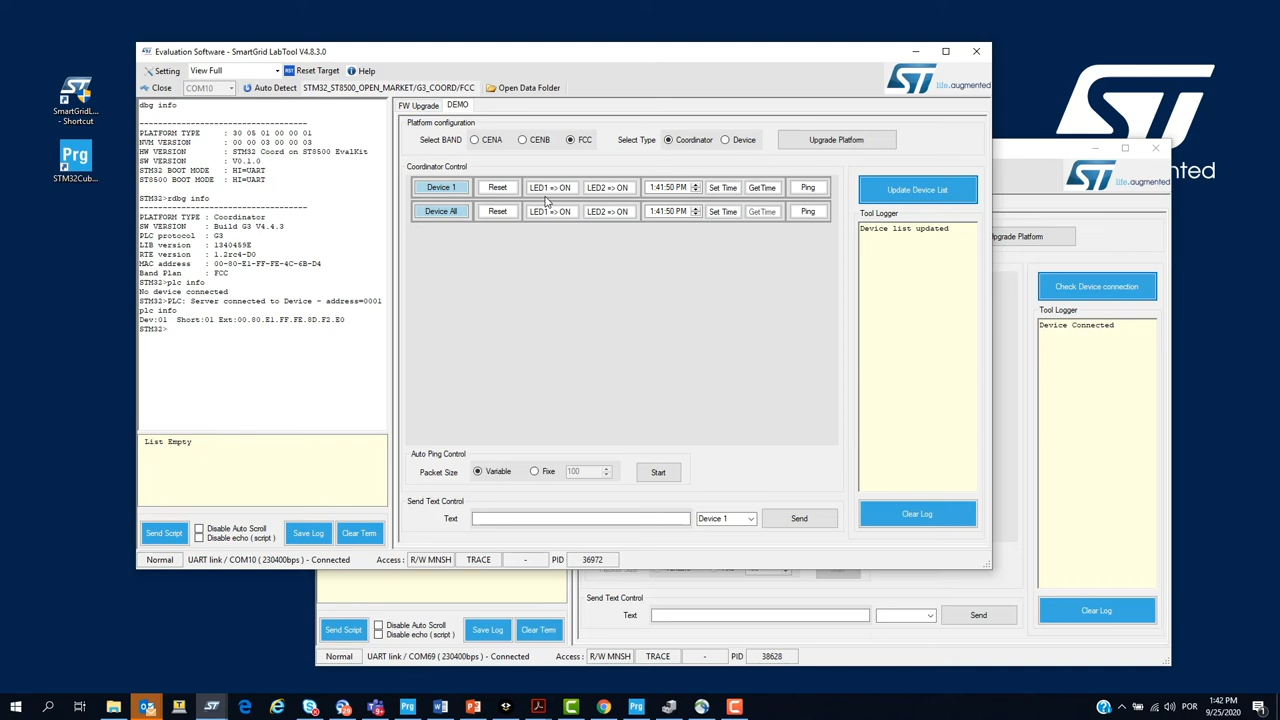 Evaluation Software - SmartGrid LabTool V4.8.3.0
Setting View Full RST Reset Target Help
Close COM10 Auto Detect STM32_ST8500_OPEN_MARKET/G3_COORD/FCC Open Data Folder
life.augmented
SmartGridL...
- Shortcut
Prg
STM32Cub...
dbg info
-----------------------------------
PLATFORM TYPE : 30 05 01 00 00 01
NVM VERSION : 00 00 03 00 00 03
HW VERSION : STM32 Coord on ST8500 EvalKit
SW VERSION : V0.1.0
STM32 BOOT MODE : HI=UART
ST8500 BOOT MODE : HI=UART
STM32>rdbg info
-----------------------------------
PLATFORM TYPE : Coordinator
SW VERSION : Build G3 V4.4.3
PLC protocol : G3
LIB version : 1340459E
RTE version : 1.2rc4-D0
MAC address : 00-80-E1-FF-FE-4C-6B-D4
Band Plan : FCC
STM32>plc info
No device connected
STM32>PLC: Server connected to Device - address=0001
plc info
Dev:01 Short:01 Ext:00.80.E1.FF.FE.8D.F2.E0
STM32>
List Empty
Send Script Disable Auto Scroll Save Log Clear Term
Disable echo ( script )
Normal UART link / COM10 ( 230400bps ) - Connected Access : R/W MNSH TRACE - PID 36972
FW Upgrade DEMO
Platform configuration
Select BAND CENA CENB FCC Select Type Coordinator Device Upgrade Platform
Coordinator Control
Device 1 Reset LED1 => ON LED2 => ON 1:41:50 PM Set Time GetTime Ping
Device All Reset LED1 => ON LED2 => ON 1:41:50 PM Set Time GetTime Ping
Update Device List
Tool Logger
Device list updated
Auto Ping Control
Packet Size Variable Fixe 100 Start
Send Text Control
Text Device 1 Send
Clear Log
life.augmented
mented
Upgrade Platform
Check Device connection
Tool Logger
Device Connected
Send Text Control
Text Send
Clear Log
Send Script Disable Auto Scroll Save Log Clear Term
Disable echo ( script )
Normal UART link / COM69 ( 230400bps ) - Connected Access : R/W MNSH TRACE - PID 38628
POR
1:42 PM
9/25/2020